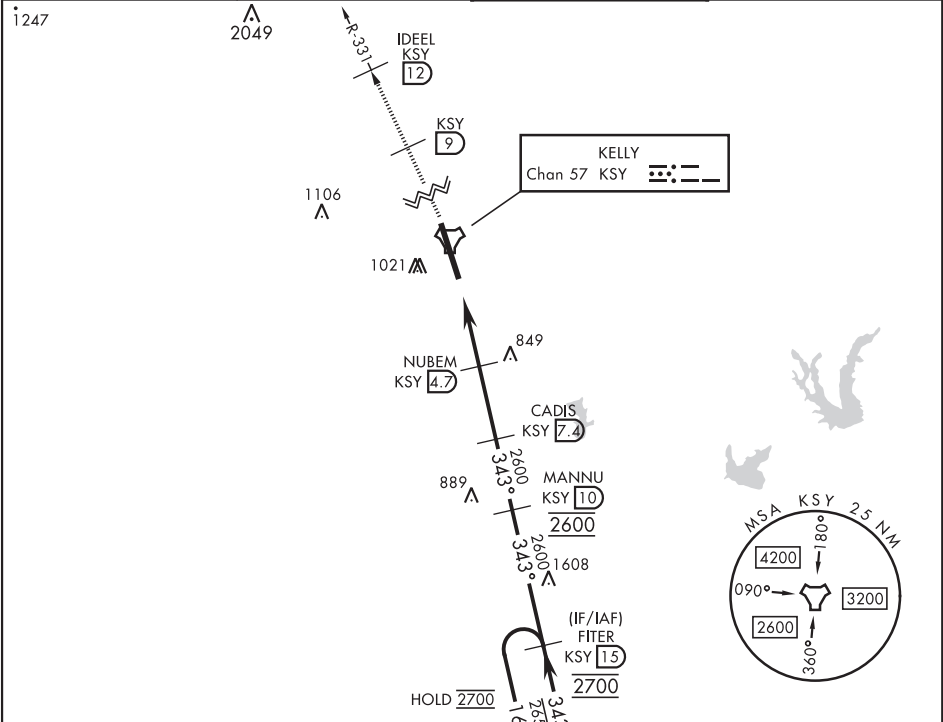 1247
2049
R-331
IDEEL
KSY
12
KSY
9
KELLY
Chan 57 KSY
1106
1021
849
NUBEM
KSY 4.7
CADIS
KSY 7.4
2600
343°
889
MANNU
KSY 10
2600
2600
343°
1608
(IF/IAF)
FITER
KSY 15
2700
HOLD 2700
MSA KSY 25 NM
180°
4200
090°
3200
2600
360°